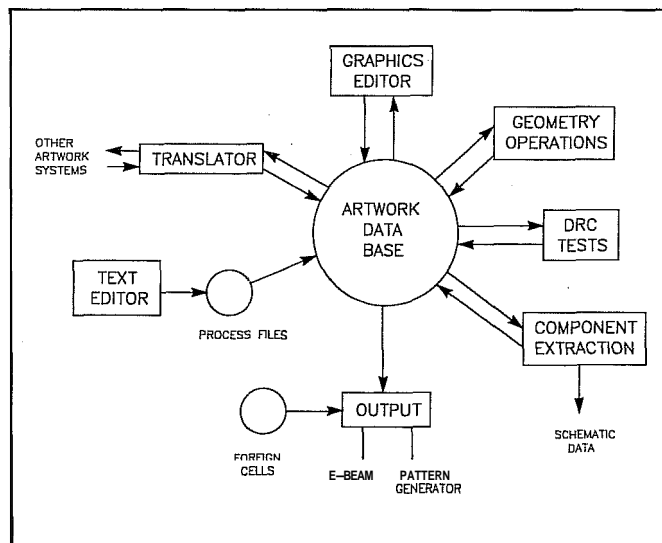 GRAPHICS
EDITOR
OTHER
ARTWORK
SYSTEMS
TRANSLATOR
GEOMETRY
OPERATIONS
ARTWORK
DATA
BASE
DRC
TESTS
TEXT
EDITOR
PROCESS FILES
COMPONENT
EXTRACTION
OUTPUT
FOREIGN
CELLS
E-BEAM
PATTERN
GENERATOR
SCHEMATIC
DATA